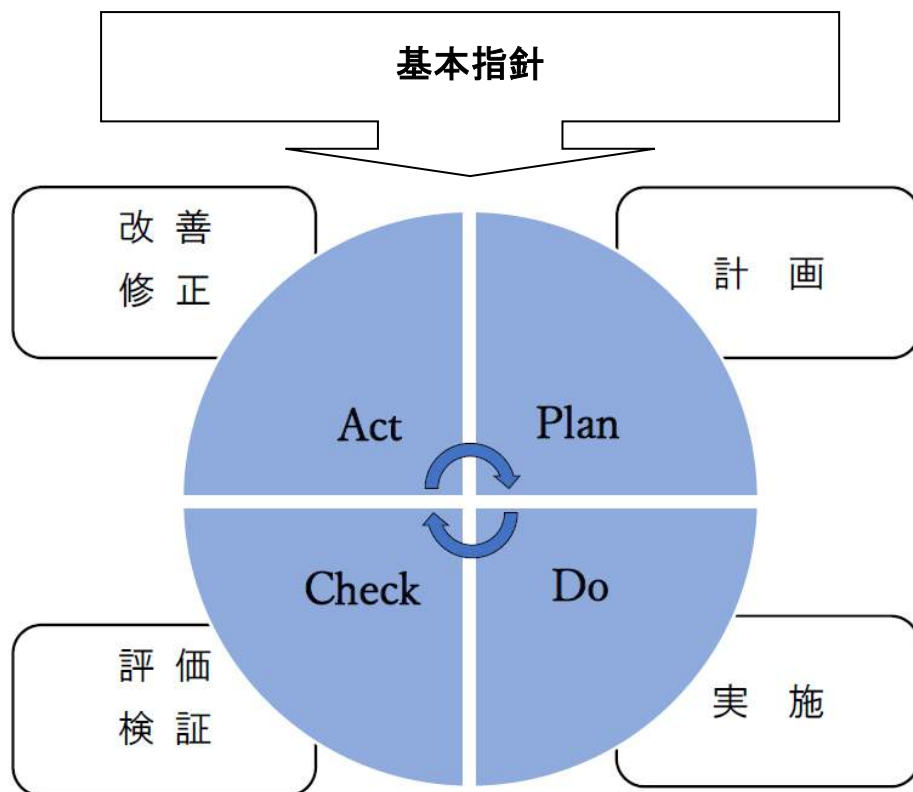 基本指針
改 善
修 正
計　画
Act
Plan
Check
Do
評 価
検 証
実　施